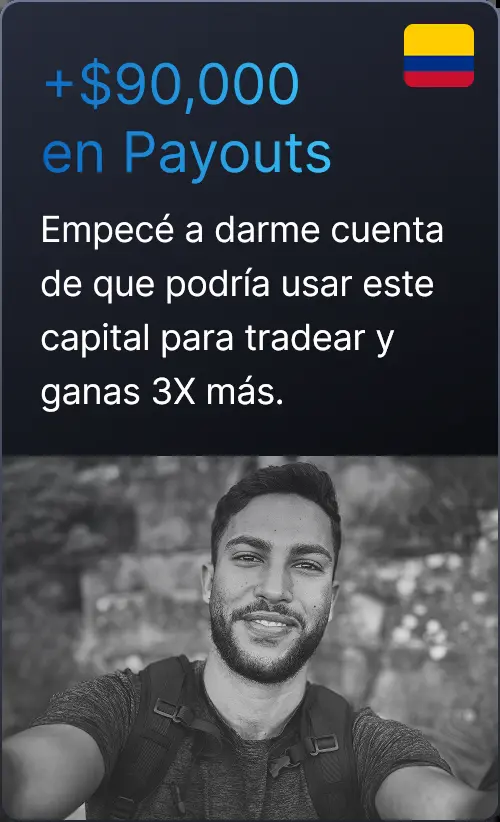 +$90,000
en Payouts
Empecé a darme cuenta
de que podría usar este
capital para tradear y
ganas 3X más.